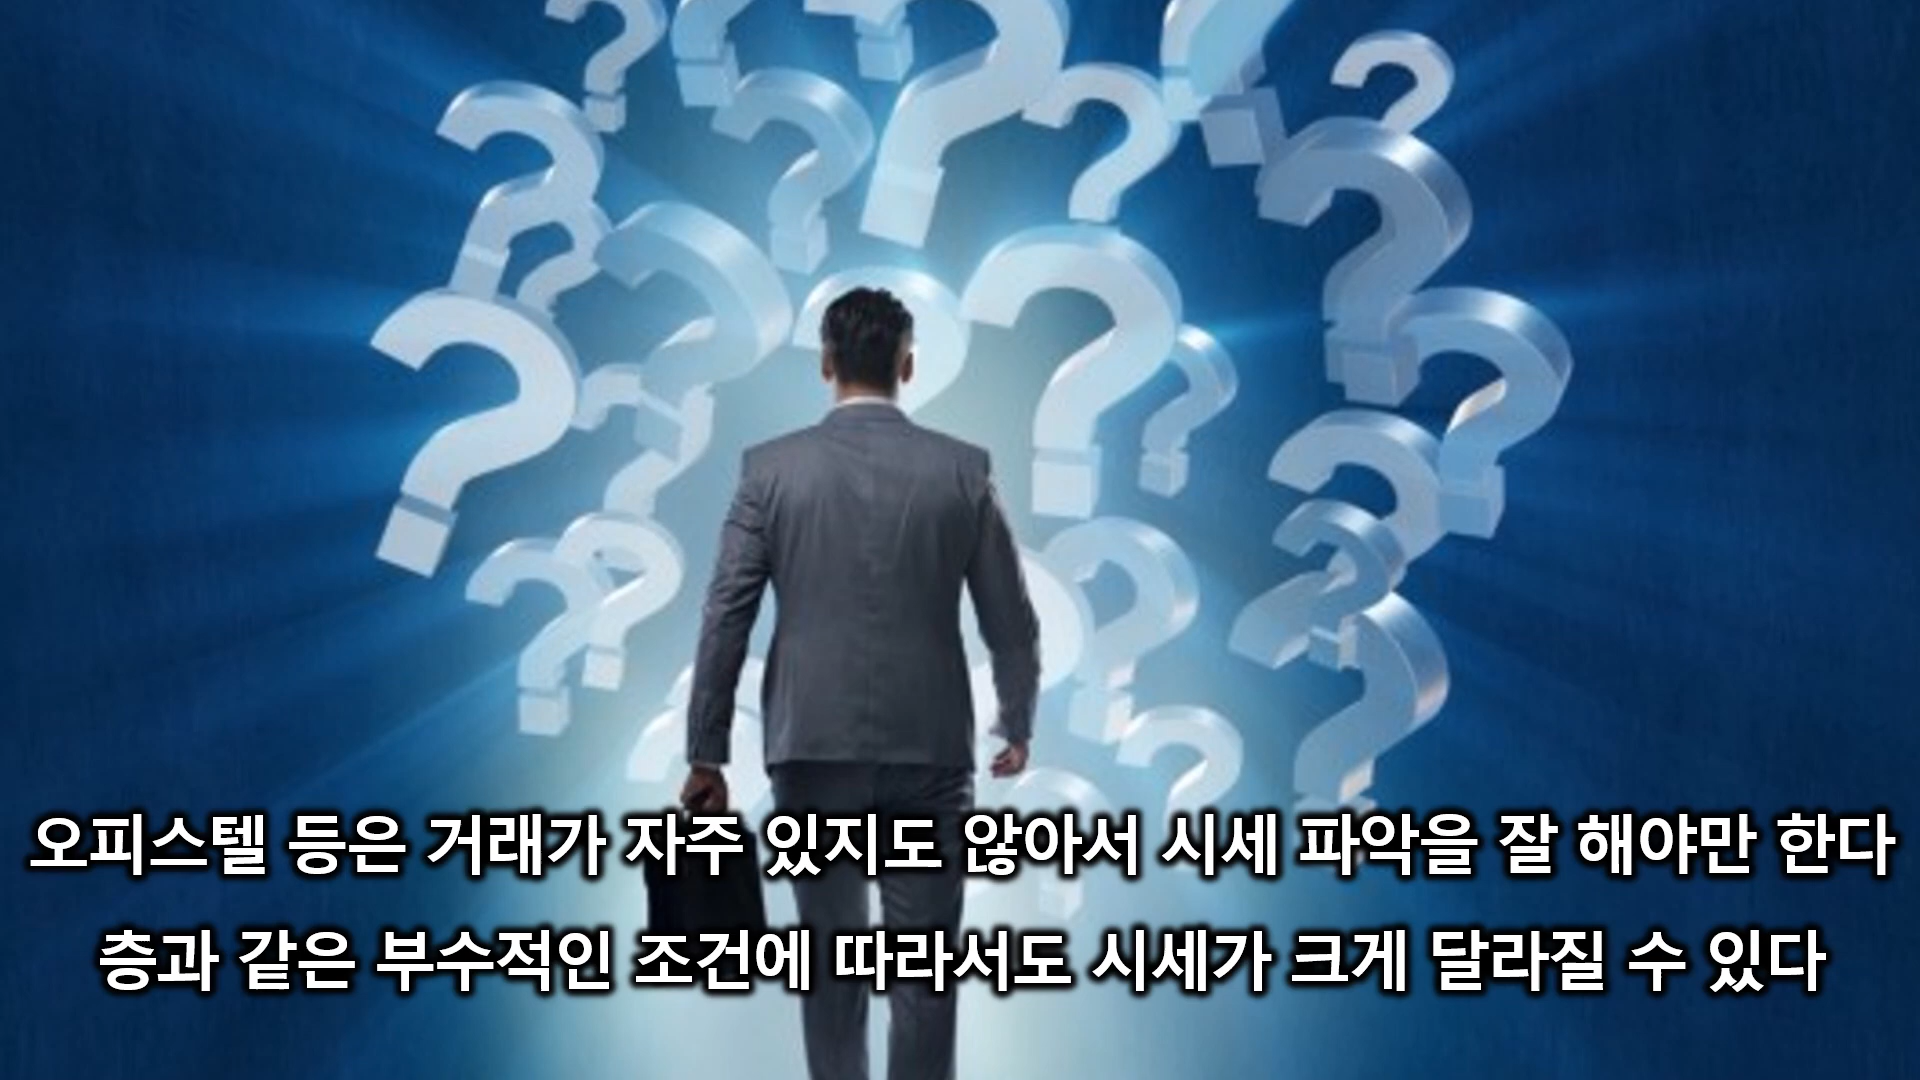 오피스텔 등은 거래가 자주 있지도 않아서 시세 파악을 잘 해야만 한다
층과 같은 부수적인 조건에 따라서도 시세가 크게 달라질 수 있다